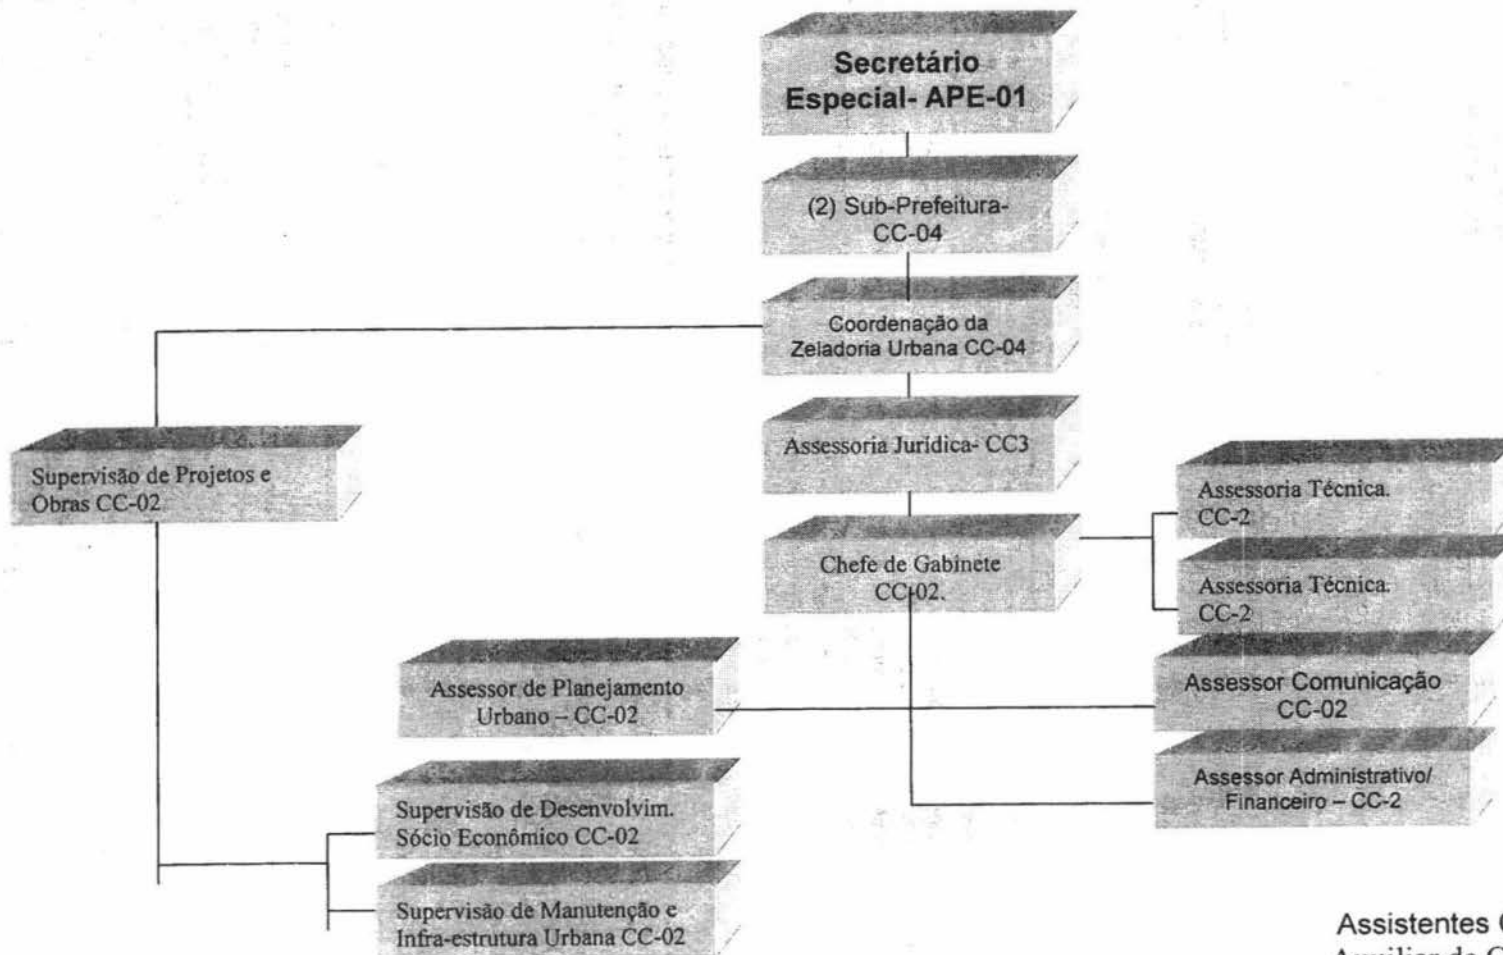 Secretário
Especial- APE-01
(2) Sub-Prefeitura-
CC-04
Coordenação da
Zeladoria Urbana CC-04
Assessoria Jurídica- CC3
Supervisão de Projetos e
Obras CC-02
Assessoria Técnica.
CC-2
Chefe de Gabinete
CC-02.
Assessoria Técnica.
CC-2
Assessor de Planejamento
Urbano – CC-02
Assessor Comunicação
CC-02
Assessor Administrativo/
Financeiro – CC-2
Supervisão de Desenvolvim.
Sócio Econômico CC-02
Supervisão de Manutenção e
Infra-estrutura Urbana CC-02
Assistentes
Auxiliar de